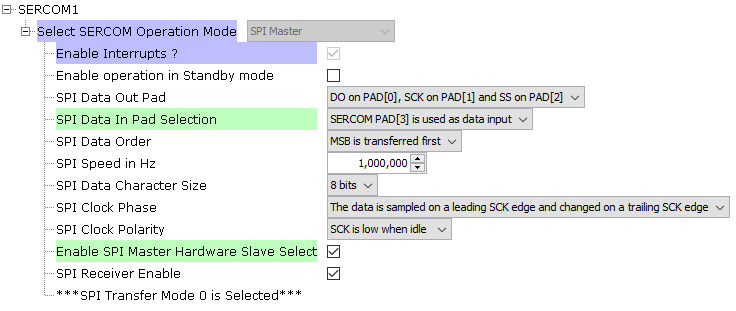 SERCOM1
Select SERCOM Operation Mode SPI Master
Enable Interrupts ?
Enable operation in Standby mode
SPI Data Out Pad DO on PAD[0], SCK on PAD[1] and SS on PAD[2]
SPI Data In Pad Selection SERCOM PAD[3] is used as data input
SPI Data Order MSB is transferred first
SPI Speed in Hz 1,000,000
SPI Data Character Size 8 bits
SPI Clock Phase The data is sampled on a leading SCK edge and changed on a trailing SCK edge
SPI Clock Polarity SCK is low when idle
Enable SPI Master Hardware Slave Select
SPI Receiver Enable
***SPI Transfer Mode 0 is Selected***